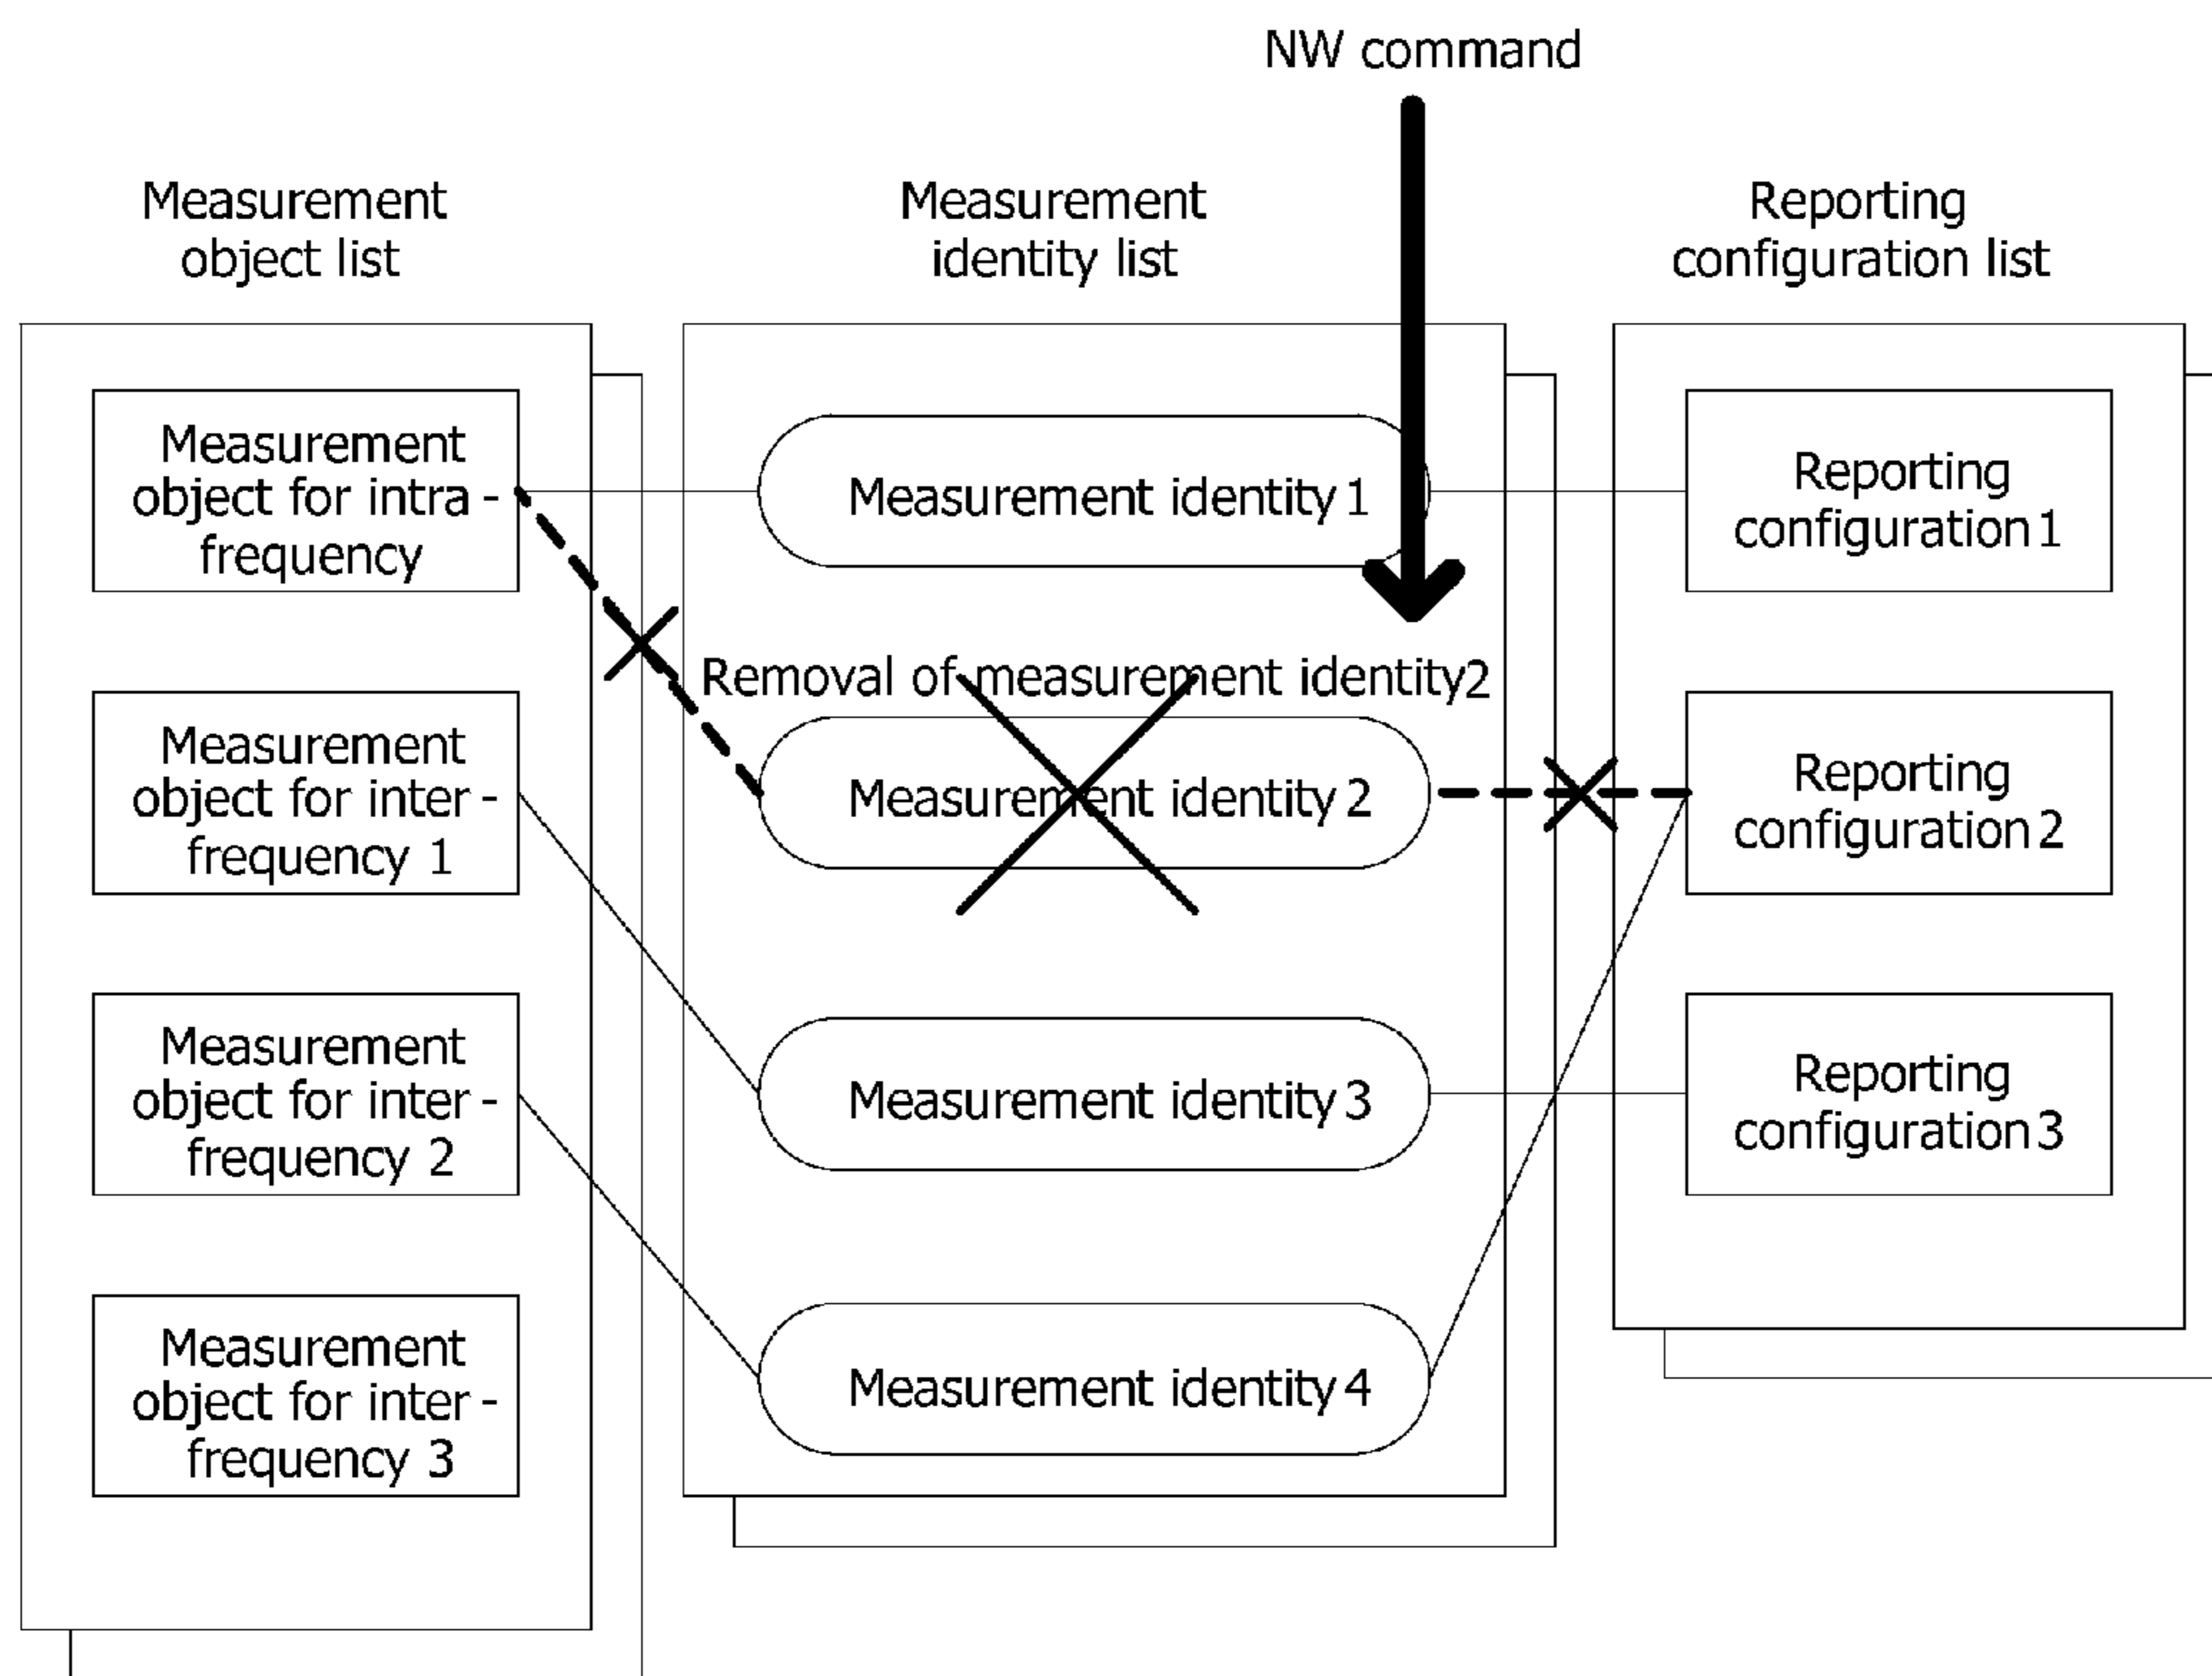 NW command
Measurement
object list
Measurement
identity list
Reporting
configuration list
Measurement
object for intra -
frequency
Measurement
object for inter -
frequency 1
Measurement
object for inter -
frequency 2
Measurement
object for inter -
frequency 3
Measurement identity 1
Removal of measurement identity2
Measurement identity 2
Measurement identity 3
Measurement identity 4
Reporting
configuration 1
Reporting
configuration 2
Reporting
configuration 3